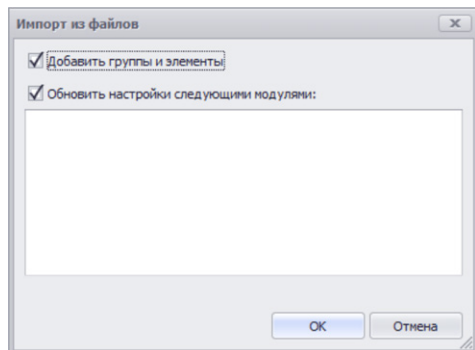 Импорт из файлов
Добавить группы и элементы
Обновить настройки следующими модулями:
OK
Отмена